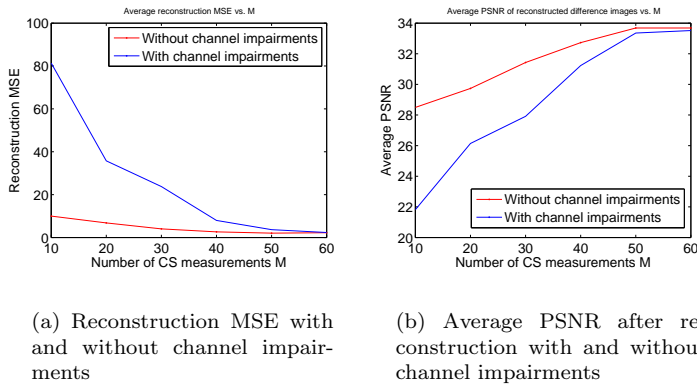 Average reconstruction MSE vs. M
100
80
60
40
20
0
Reconstruction MSE
Without channel impairments
With channel impairments
10 20 30 40 50 60
Number of CS measurements M
(a) Reconstruction MSE with
and without channel impair-
ments
Average PSNR of reconstructed difference images vs. M
34
32
30
28
26
24
22
20
Average PSNR
Without channel impairments
With channel impairments
10 20 30 40 50 60
Number of CS measurements M
(b) Average PSNR after re
construction with and withou
channel impairments